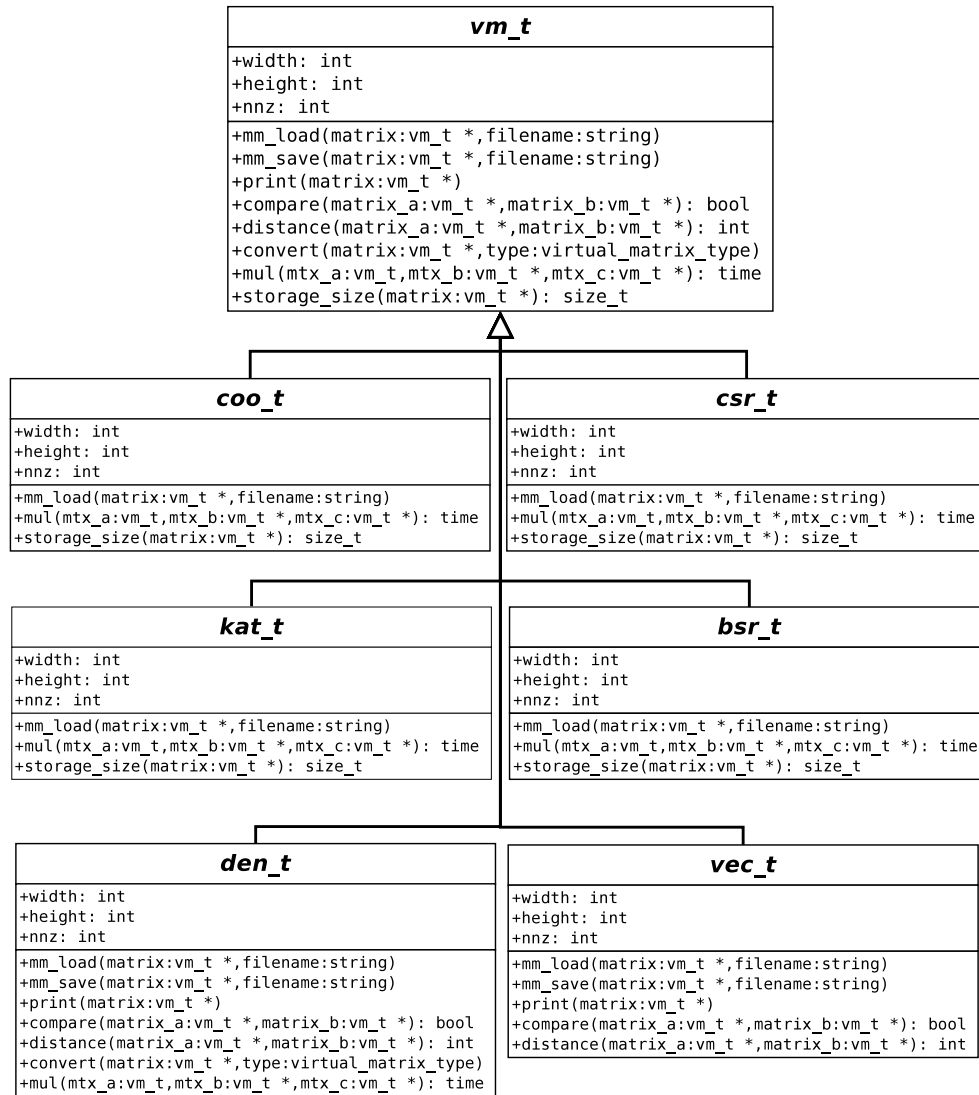 vm_t
+width: int
+height: int
+nnz: int
+mm_load(matrix:vm_t *,filename:string)
+mm_save(matrix:vm_t *,filename:string)
+print(matrix:vm_t *)
+compare(matrix_a:vm_t *,matrix_b:vm_t *): bool
+distance(matrix_a:vm_t *,matrix_b:vm_t *): int
+convert(matrix:vm_t *,type:virtual_matrix_type)
+mul(mtx_a:vm_t,mtx_b:vm_t *,mtx_c:vm_t *): time
+storage_size(matrix:vm_t *): size_t
coo_t
+width: int
+height: int
+nnz: int
+mm_load(matrix:vm_t *,filename:string)
+mul(mtx_a:vm_t,mtx_b:vm_t *,mtx_c:vm_t *): time
+storage_size(matrix:vm_t *): size_t
csr_t
+width: int
+height: int
+nnz: int
+mm_load(matrix:vm_t *,filename:string)
+mul(mtx_a:vm_t,mtx_b:vm_t *,mtx_c:vm_t *): time
+storage_size(matrix:vm_t *): size_t
kat_t
+width: int
+height: int
+nnz: int
+mm_load(matrix:vm_t *,filename:string)
+mul(mtx_a:vm_t,mtx_b:vm_t *,mtx_c:vm_t *): time
+storage_size(matrix:vm_t *): size_t
bsr_t
+width: int
+height: int
+nnz: int
+mm_load(matrix:vm_t *,filename:string)
+mul(mtx_a:vm_t,mtx_b:vm_t *,mtx_c:vm_t *): time
+storage_size(matrix:vm_t *): size_t
den_t
+width: int
+height: int
+nnz: int
+mm_load(matrix:vm_t *,filename:string)
+mm_save(matrix:vm_t *,filename:string)
+print(matrix:vm_t *)
+compare(matrix_a:vm_t *,matrix_b:vm_t *): bool
+distance(matrix_a:vm_t *,matrix_b:vm_t *): int
+convert(matrix:vm_t *,type:virtual_matrix_type)
+mul(mtx_a:vm_t,mtx_b:vm_t *,mtx_c:vm_t *): time
vec_t
+width: int
+height: int
+nnz: int
+mm_load(matrix:vm_t *,filename:string)
+mm_save(matrix:vm_t *,filename:string)
+print(matrix:vm_t *)
+compare(matrix_a:vm_t *,matrix_b:vm_t *): bool
+distance(matrix_a:vm_t *,matrix_b:vm_t *): int